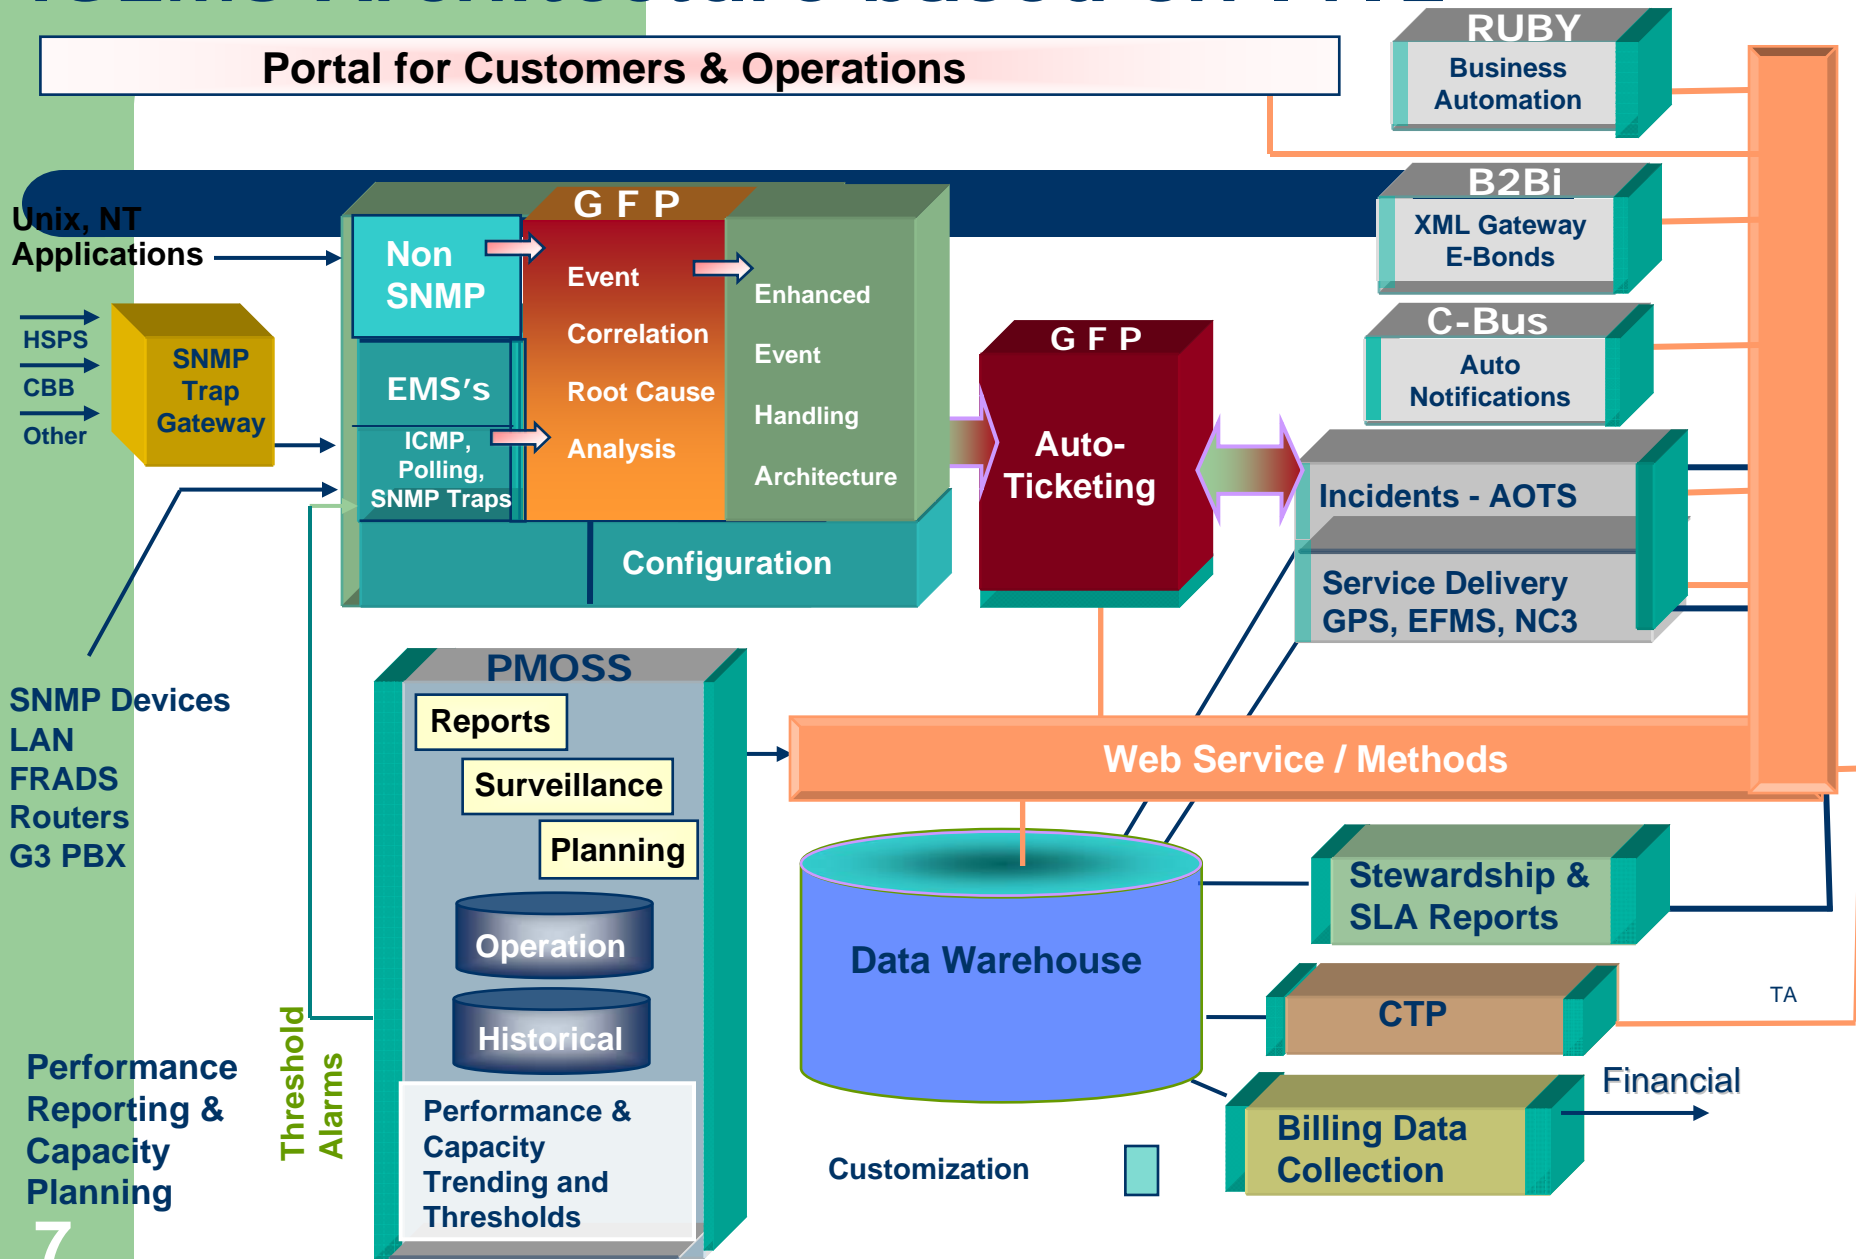 Architecture based on
Portal for Customers & Operations
RUBY
Business
Automation
B2Bi
XML Gateway
E-Bonds
C-Bus
Auto
Notifications
Unix, NT
Applications
HSPS
CBB
Other
SNMP
Trap
Gateway
G F P
Non
SNMP
EMS's
ICMP,
Polling,
SNMP Traps
Event
Correlation
Root Cause
Analysis
Enhanced
Event
Handling
Architecture
Configuration
G F P
Auto-
Ticketing
Incidents - AOTS
Service Delivery
GPS, EFMS, NC3
SNMP Devices
LAN
FRADS
Routers
G3 PBX
PMOSS
Reports
Surveillance
Planning
Operation
Historical
Performance &
Capacity
Trending and
Thresholds
Threshold
Alarms
Performance
Reporting &
Capacity
Planning
Web Service / Methods
Data Warehouse
Stewardship &
SLA Reports
CTP
TA
Billing Data
Collection
Financial
Customization
7